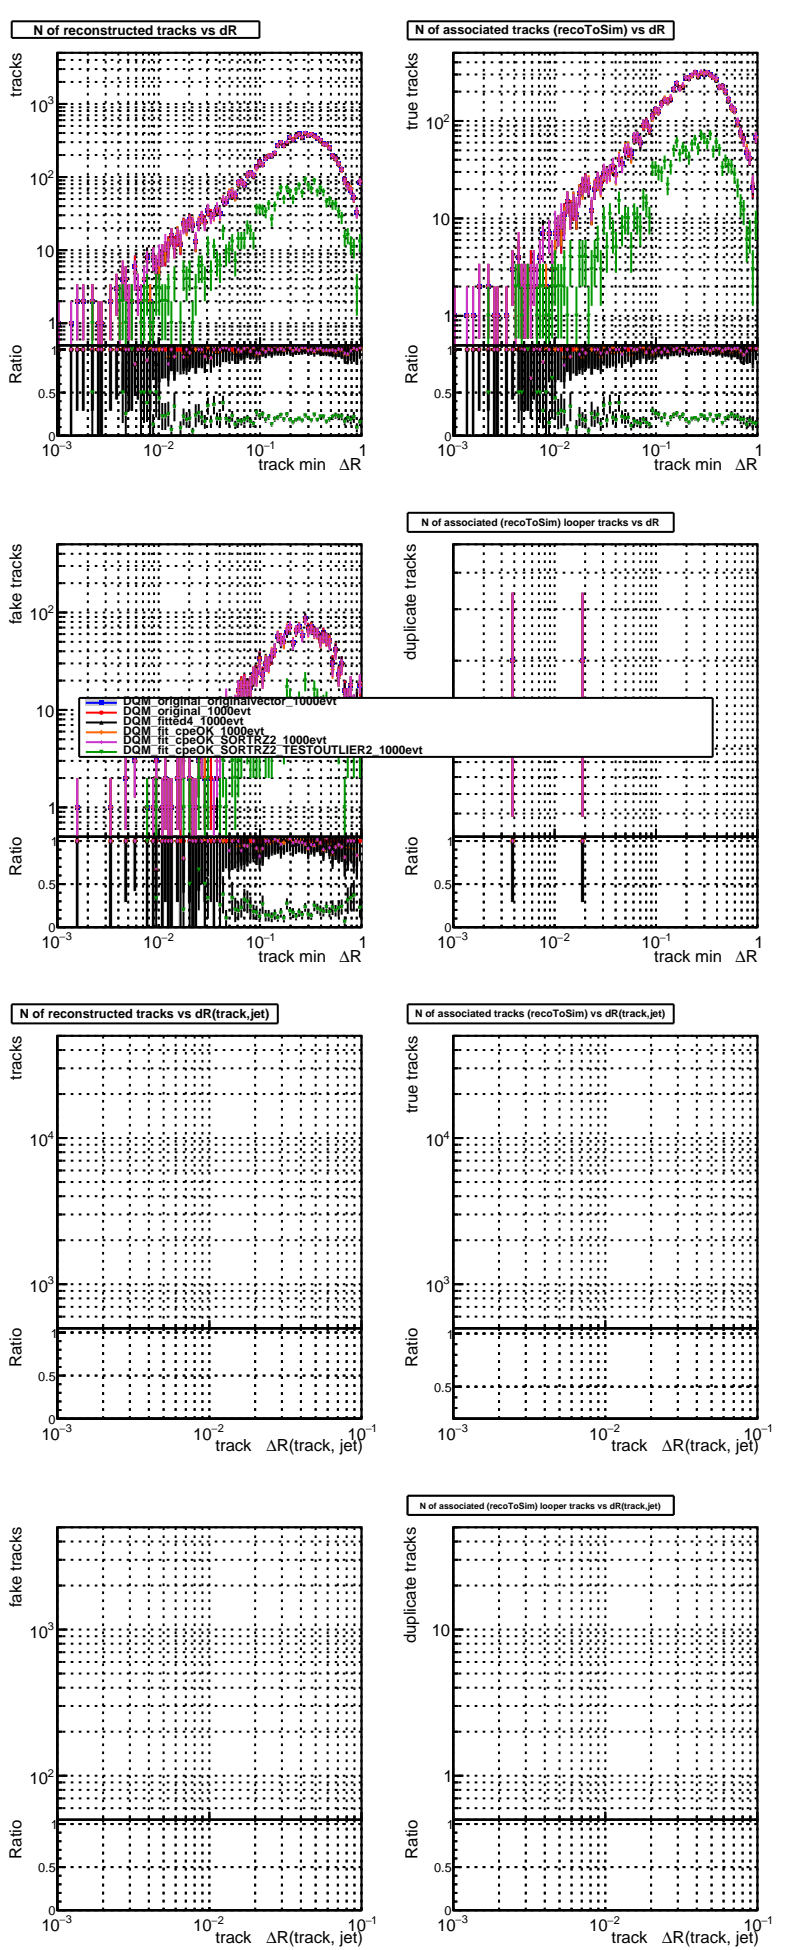 N of reconstructed tracks vs dR
tracks
10³
10²
10
1
Ratio
1
0.5
0
10⁻³ 10⁻² 10⁻¹ 1
track min ΔR
N of associated tracks (recoToSim) vs dR
true tracks
10²
10
1
Ratio
1
0.5
0
10⁻³ 10⁻² 10⁻¹ 1
track min ΔR
fake tracks
10²
10
1
Ratio
1
0.5
0
10⁻³ 10⁻² 10⁻¹ 1
track min ΔR
N of associated (recoToSim) looper tracks vs dR
duplicate tracks
Ratio
1
0.5
0
10⁻³ 10⁻² 10⁻¹ 1
track min ΔR
DQM_original_originalvector_1000evt
DQM_original_1000evt
DQM_fitted4_1000evt
DQM_fit_cpeOK_1000evt
DQM_fit_cpeOK_SORTRZ2_1000evt
DQM_fit_cpeOK_SORTRZ2_TESTOUTLIER2_1000evt
N of reconstructed tracks vs dR(track,jet)
tracks
10⁴
10³
Ratio
1
0.5
0
10⁻³ 10⁻² 10⁻¹
track ΔR(track, jet)
N of associated tracks (recoToSim) vs dR(track,jet)
true tracks
10⁴
10³
Ratio
1
0.5
10⁻³ 10⁻² 10⁻¹
track ΔR(track, jet)
fake tracks
10³
10²
Ratio
1
0.5
0
10⁻³ 10⁻² 10⁻¹
track ΔR(track, jet)
N of associated (recoToSim) looper tracks vs dR(track,jet)
duplicate tracks
10
1
Ratio
1
0.5
0
10⁻³ 10⁻² 10⁻¹
track ΔR(track, jet)